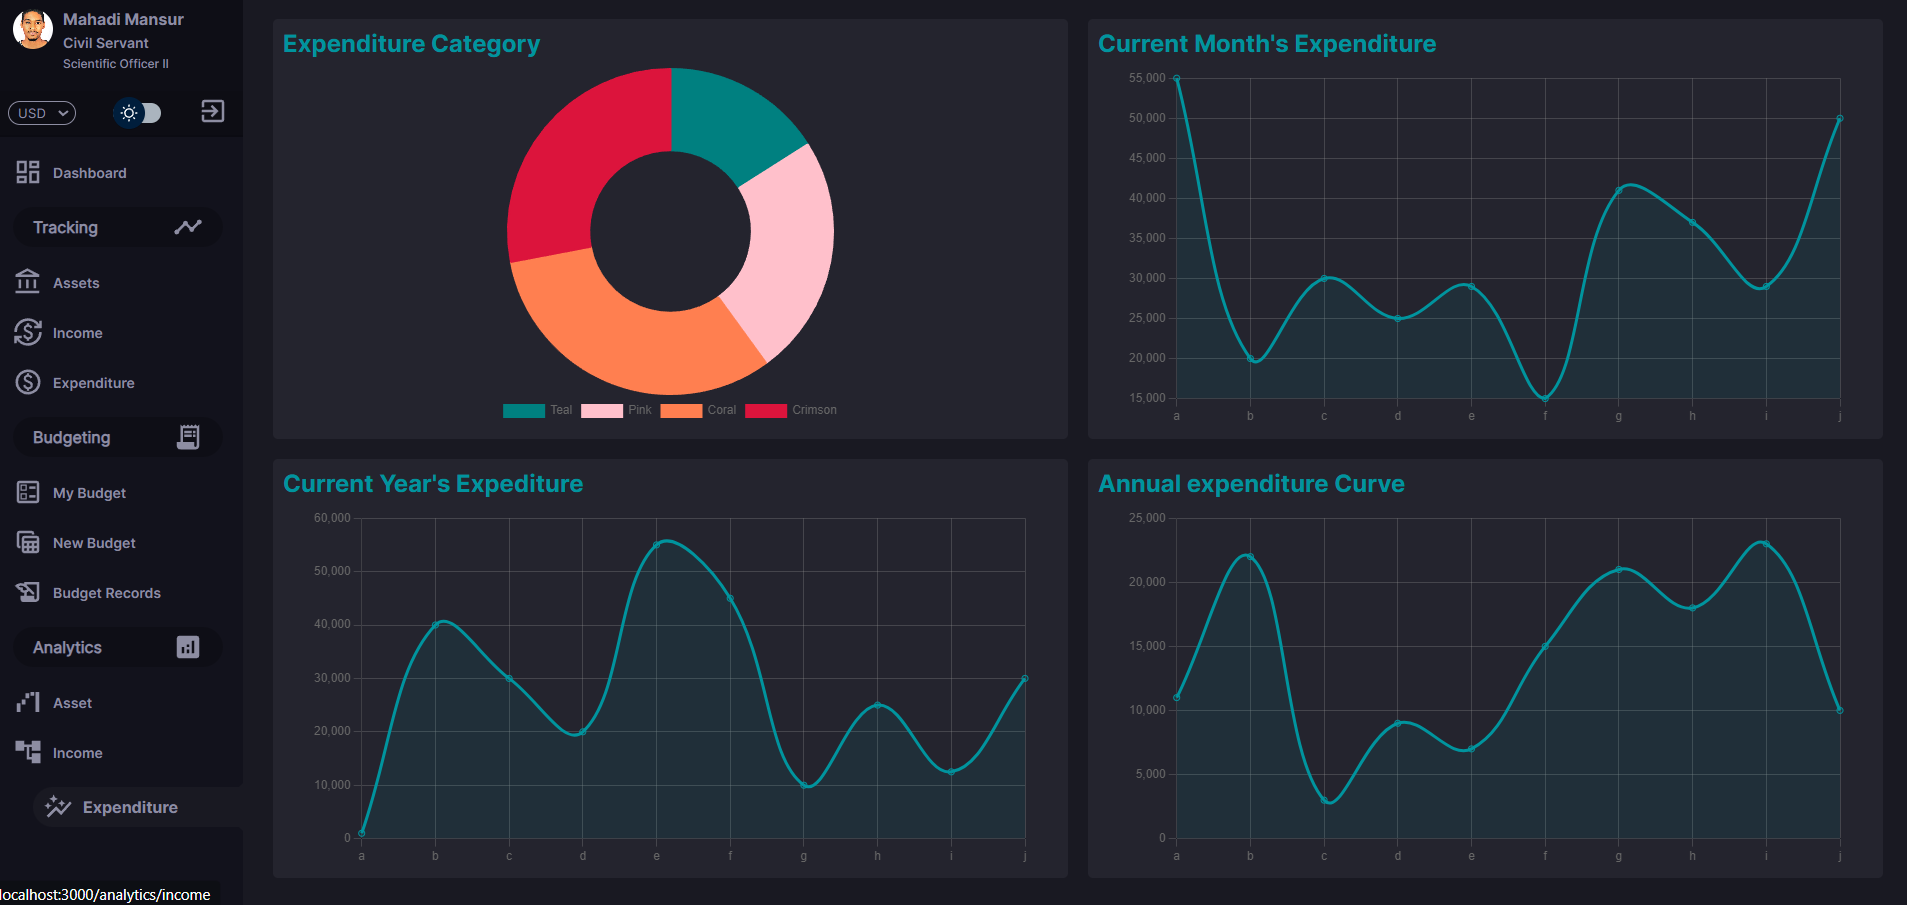 Mahadi Mansur
Civil Servant
Scientific Officer II
USD
Dashboard
Tracking
Assets
Income
Expenditure
Budgeting
My Budget
New Budget
Budget Records
Analytics
Asset
Income
Expenditure
localhost:3000/analytics/income
Expenditure Category
Teal Pink Coral Crimson
Current Month's Expenditure
55,000
50,000
45,000
40,000
35,000
30,000
25,000
20,000
15,000
a b c d e f g h i j
Current Year's Expediture
60,000
50,000
40,000
30,000
20,000
10,000
0
a b c d e f g h i j
Annual expenditure Curve
25,000
20,000
15,000
10,000
5,000
0
a b c d e f g h i j